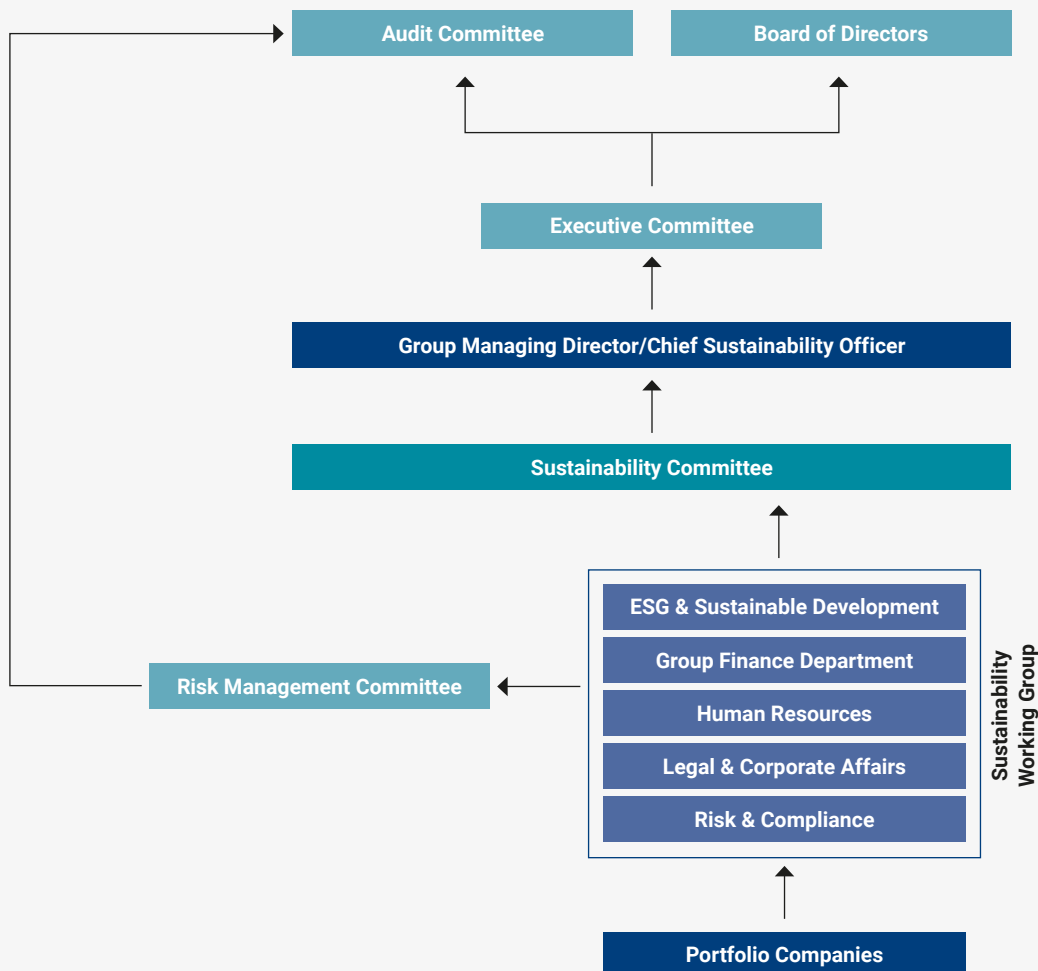 Audit Committee
Board of Directors
Executive Committee
Group Managing Director/Chief Sustainability Officer
Sustainability Committee
ESG & Sustainable Development
Group Finance Department
Risk Management Committee
Human Resources
Legal & Corporate Affairs
Risk & Compliance
Sustainability
Working Group
Portfolio Companies